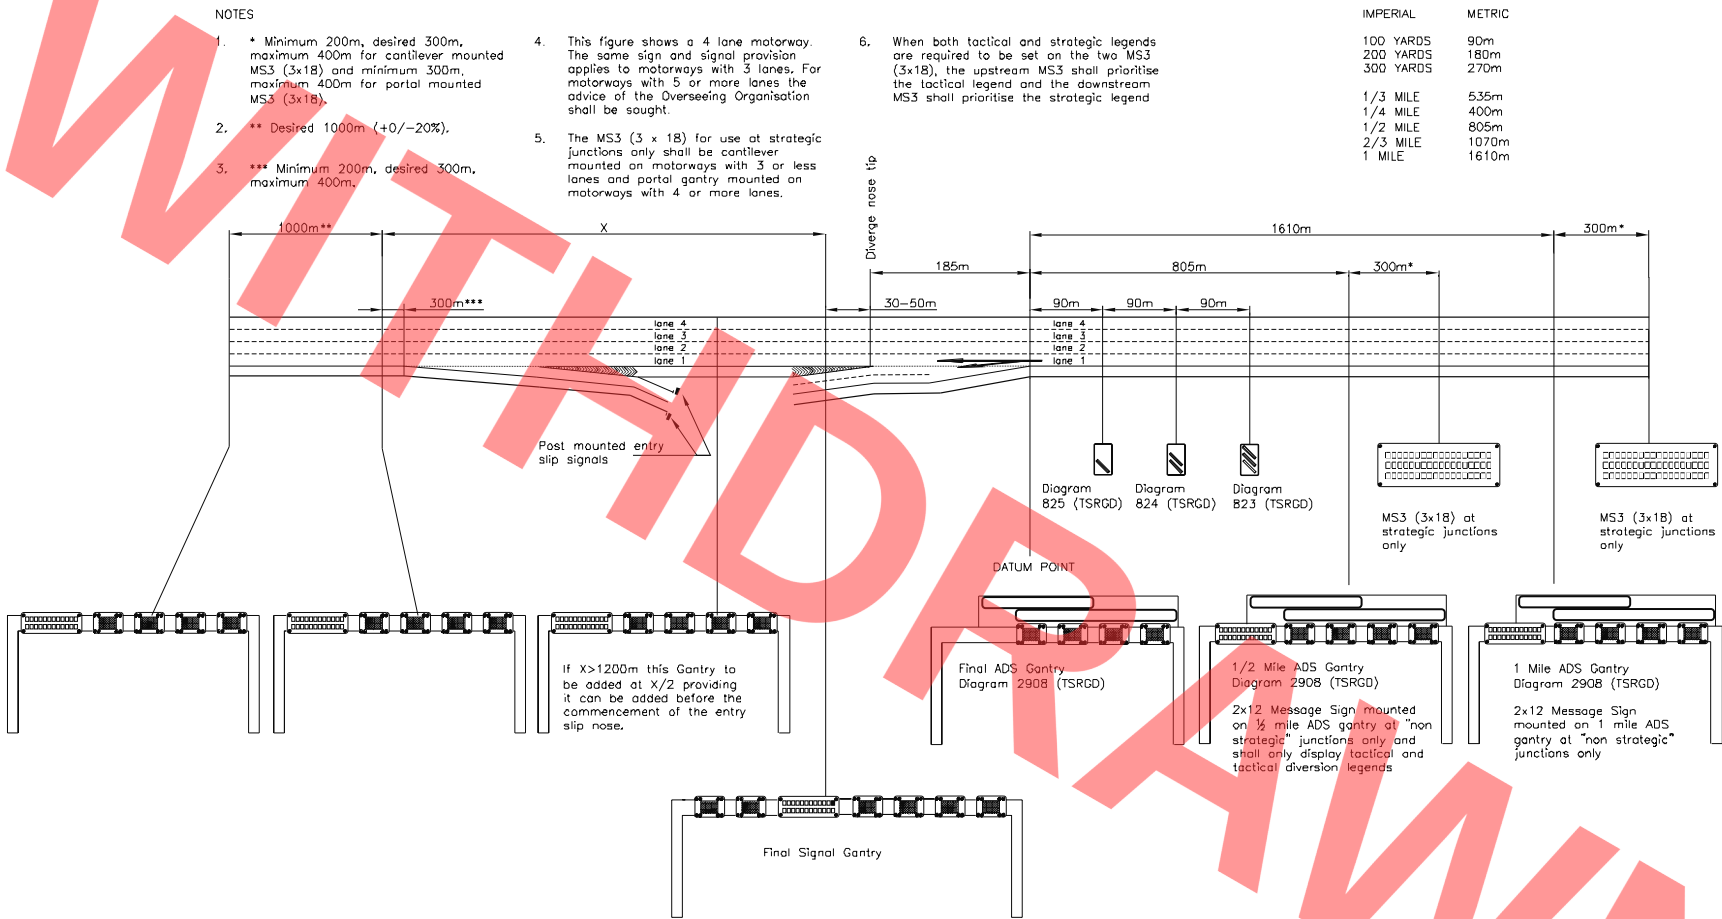 NOTES
1. * Minimum 200m, desired 300m,
maximum 400m for cantilever mounted
MS3 (3x18) and minimum 300m,
maximum 400m for portal mounted
MS3 (3x18).
2. ** Desired 1000m (+0/-20%).
3. *** Minimum 200m, desired 300m,
maximum 400m.
4. This figure shows a 4 lane motorway.
The same sign and signal provision
applies to motorways with 3 lanes. For
motorways with 5 or more lanes the
advice of the Overseeing Organisation
shall be sought.
5. The MS3 (3 x 18) for use at strategic
junctions only shall be cantilever
mounted on motorways with 3 or less
lanes and portal gantry mounted on
motorways with 4 or more lanes.
6. When both tactical and strategic legends
are required to be set on the two MS3
(3x18), the upstream MS3 shall prioritise
the tactical legend and the downstream
MS3 shall prioritise the strategic legend
IMPERIAL METRIC
100 YARDS 90m
200 YARDS 180m
300 YARDS 270m
1/3 MILE 535m
1/4 MILE 400m
1/2 MILE 805m
2/3 MILE 1070m
1 MILE 1610m
Diverge nose tip
1000m** X 1610m 300m*
185m 805m 300m*
300m*** 30-50m 90m 90m 90m
lane 4
lane 3
lane 2
lane 1
lane 4
lane 3
lane 2
lane 1
Post mounted entry
slip signals
Diagram
825 (TSRGD)
Diagram
824 (TSRGD)
Diagram
823 (TSRGD)
MS3 (3x18) at
strategic junctions
only
MS3 (3x18) at
strategic junctions
only
DATUM POINT
If X>1200m this Gantry to
be added at X/2 providing
it can be added before the
commencement of the entry
slip nose.
Final ADS Gantry
Diagram 2908 (TSRGD)
1/2 Mile ADS Gantry
Diagram 2908 (TSRGD)
2x12 Message Sign mounted
on ½ mile ADS gantry at "non
strategic" junctions only and
shall only display tactical and
tactical diversion legends
1 Mile ADS Gantry
Diagram 2908 (TSRGD)
2x12 Message Sign
mounted on 1 mile ADS
gantry at "non strategic"
junctions only
Final Signal Gantry
WITHDRAWN